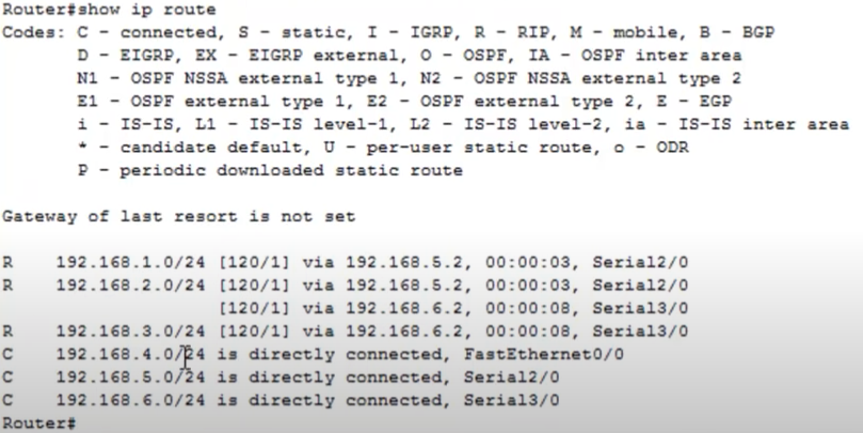 Router#show ip route
Codes: C - connected, S - static, I - IGRP, R - RIP, M - mobile, B - BGP
D - EIGRP, EX - EIGRP external, O - OSPF, IA - OSPF inter area
N1 - OSPF NSSA external type 1, N2 - OSPF NSSA external type 2
E1 - OSPF external type 1, E2 - OSPF external type 2, E - EGP
i - IS-IS, L1 - IS-IS level-1, L2 - IS-IS level-2, ia - IS-IS inter area
* - candidate default, U - per-user static route, o - ODR
P - periodic downloaded static route
Gateway of last resort is not set
R 192.168.1.0/24 [120/1] via 192.168.5.2, 00:00:03, Serial2/0
R 192.168.2.0/24 [120/1] via 192.168.5.2, 00:00:03, Serial2/0
[120/1] via 192.168.6.2, 00:00:08, Serial3/0
R 192.168.3.0/24 [120/1] via 192.168.6.2, 00:00:08, Serial3/0
C 192.168.4.0/24 is directly connected, FastEthernet0/0
C 192.168.5.0/24 is directly connected, Serial2/0
C 192.168.6.0/24 is directly connected, Serial3/0
Router#